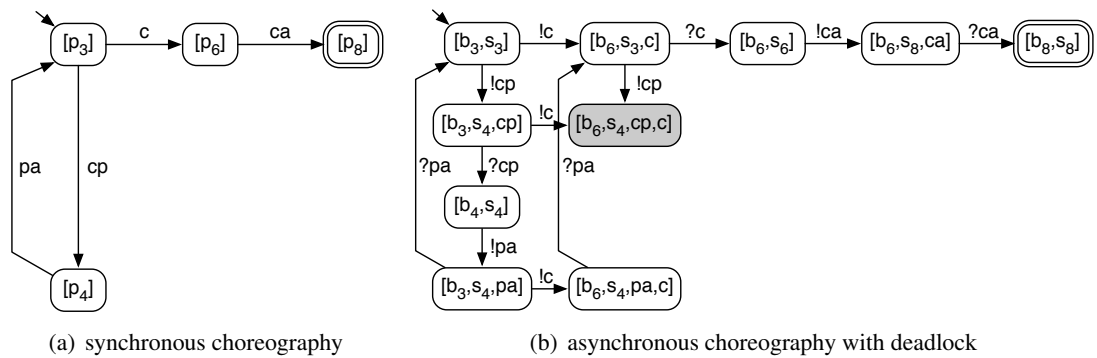 [p₃] c [p₆] ca [p₈]
pa cp
[p₄]
(a) synchronous choreography
[b₃,s₃] !c [b₆,s₃,c] ?c [b₆,s₆] !ca [b₆,s₈,ca] ?ca [b₈,s₈]
!cp !cp
[b₃,s₄,cp] !c [b₆,s₄,cp,c]
?pa ?cp ?pa
[b₄,s₄]
!pa
[b₃,s₄,pa] !c [b₆,s₄,pa,c]
(b) asynchronous choreography with deadlock